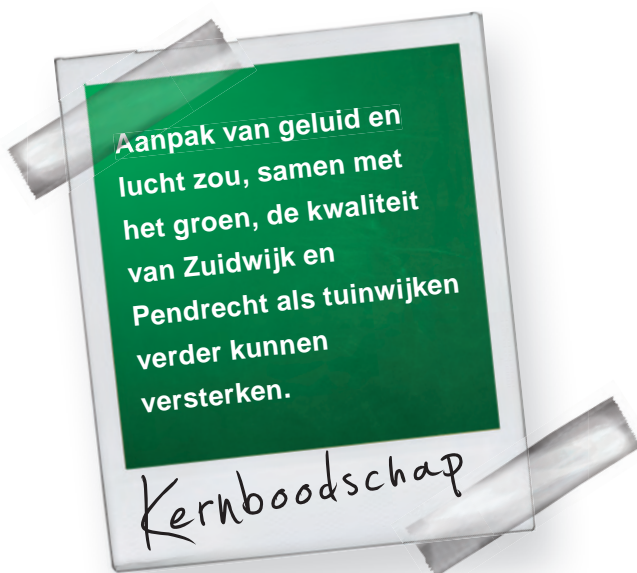 Aanpak van geluid en
lucht zou, samen met
het groen, de kwaliteit
van Zuidwijk en
Pendrecht als tuinwijken
verder kunnen
versterken.
Kernboodschap